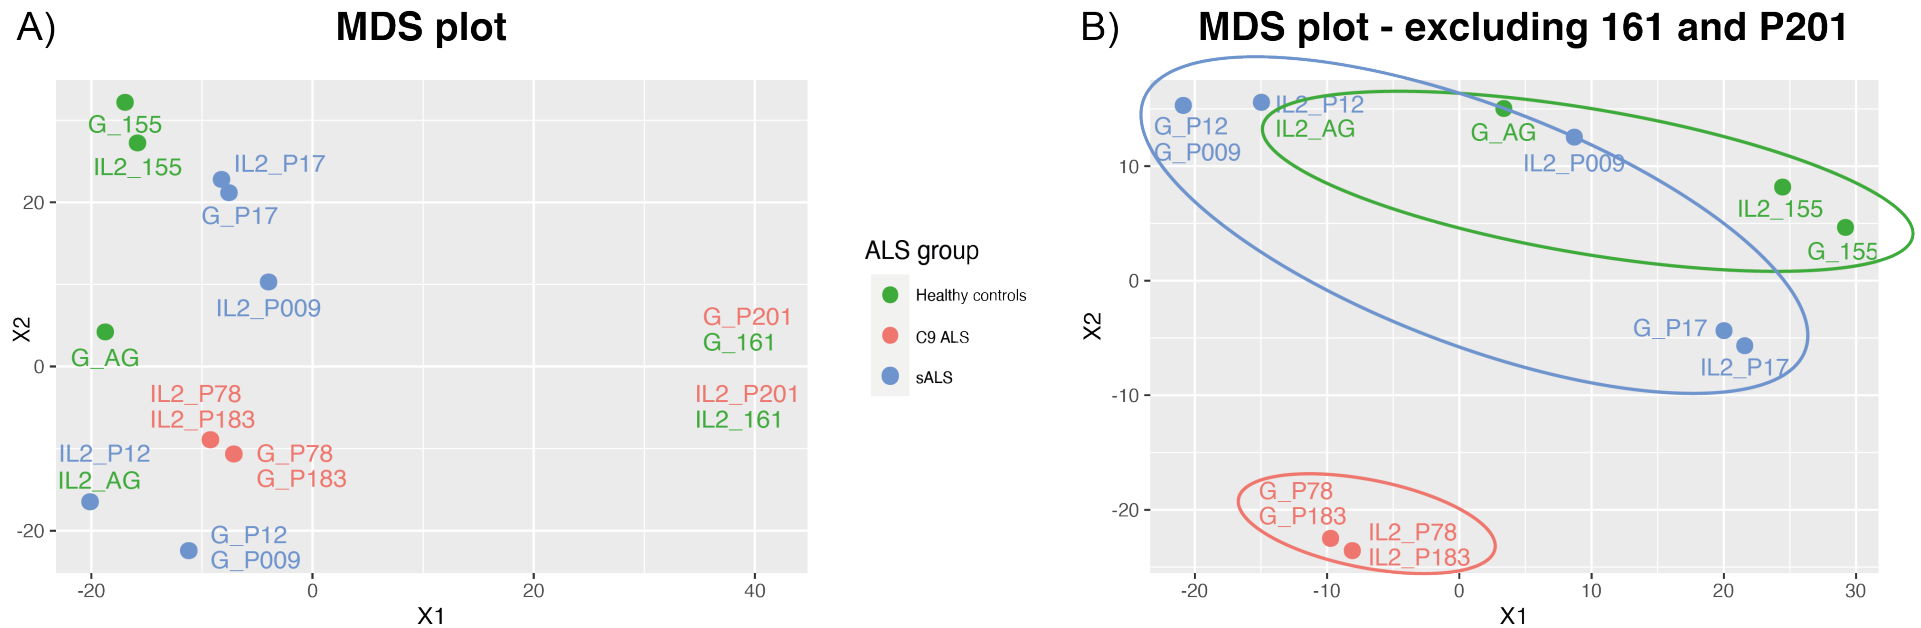 A)
MDS plot
G_155
IL2_155
IL2_P17
G_P17
IL2_P009
G_AG
IL2_P78
IL2_P183
G_P78
G_P183
IL2_P12
IL2_AG
G_P12
G_P009
G_P201
G_161
IL2_P201
IL2_161
20
0
-20
X2
-20
0
20
40
X1
ALS group
Healthy controls
C9 ALS
sALS
B)
MDS plot - excluding 161 and P201
G_P12
G_P009
IL2_P12
IL2_AG
G_AG
IL2_P009
IL2_155
G_155
G_P17
IL2_P17
G_P78
G_P183
IL2_P78
IL2_P183
10
0
-10
-20
X2
-20
-10
0
10
20
30
X1